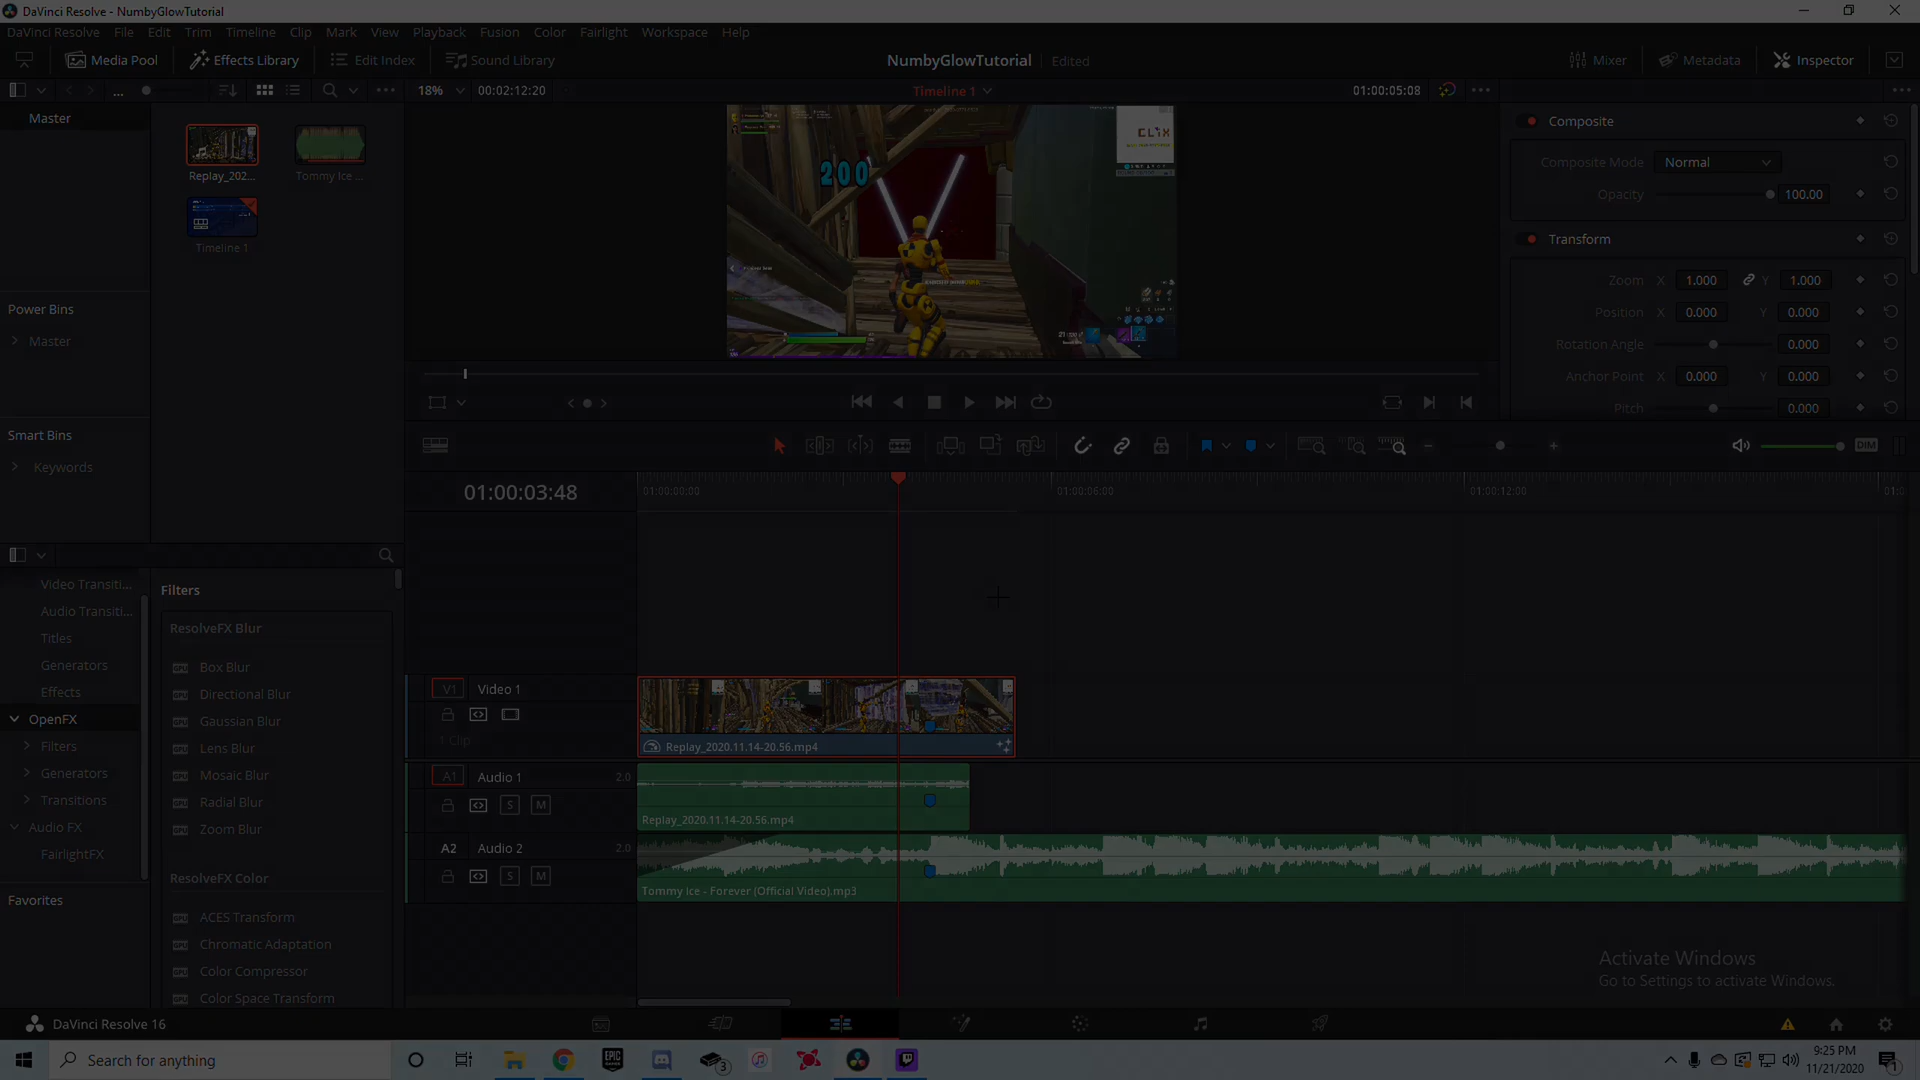 DaVinci Resolve - NumbyGlowTutorial
DaVinci Resolve File Edit Trim Timeline Clip Mark View Playback Fusion Color Fairlight Workspace Help
Media Pool Effects Library Edit Index Sound Library NumbyGlowTutorial Edited Mixer Metadata Inspector
... 18% 00:02:12:20 Timeline 1 01:00:05:08
Master
Replay_202... Tommy Ice ...
Timeline 1
Power Bins
Master
Smart Bins
Keywords
CLIX
200
Composite
Composite Mode Normal
Opacity 100.00
Transform
Zoom X 1.000 Y 1.000
Position X 0.000 Y 0.000
Rotation Angle 0.000
Anchor Point X 0.000 Y 0.000
Pitch 0.000
DIM
01:00:03:48 01:00:00:00 01:00:06:00 01:00:12:00
Video Transiti...
Audio Transiti...
Titles
Generators
Effects
OpenFX
Filters
Generators
Transitions
Audio FX
FairlightFX
Favorites
Filters
ResolveFX Blur
Box Blur
Directional Blur
Gaussian Blur
Lens Blur
Mosaic Blur
Radial Blur
Zoom Blur
ResolveFX Color
ACES Transform
Chromatic Adaptation
Color Compressor
Color Space Transform
V1 Video 1
1 Clip
Replay_2020.11.14-20.56.mp4
A1 Audio 1 2.0
S M
Replay_2020.11.14-20.56.mp4
A2 Audio 2 2.0
S M
Tommy Ice - Forever (Official Video).mp3
Activate Windows
Go to Settings to activate Windows.
DaVinci Resolve 16
Search for anything
EPIC GAMES
3
9:25 PM
11/21/2020
1